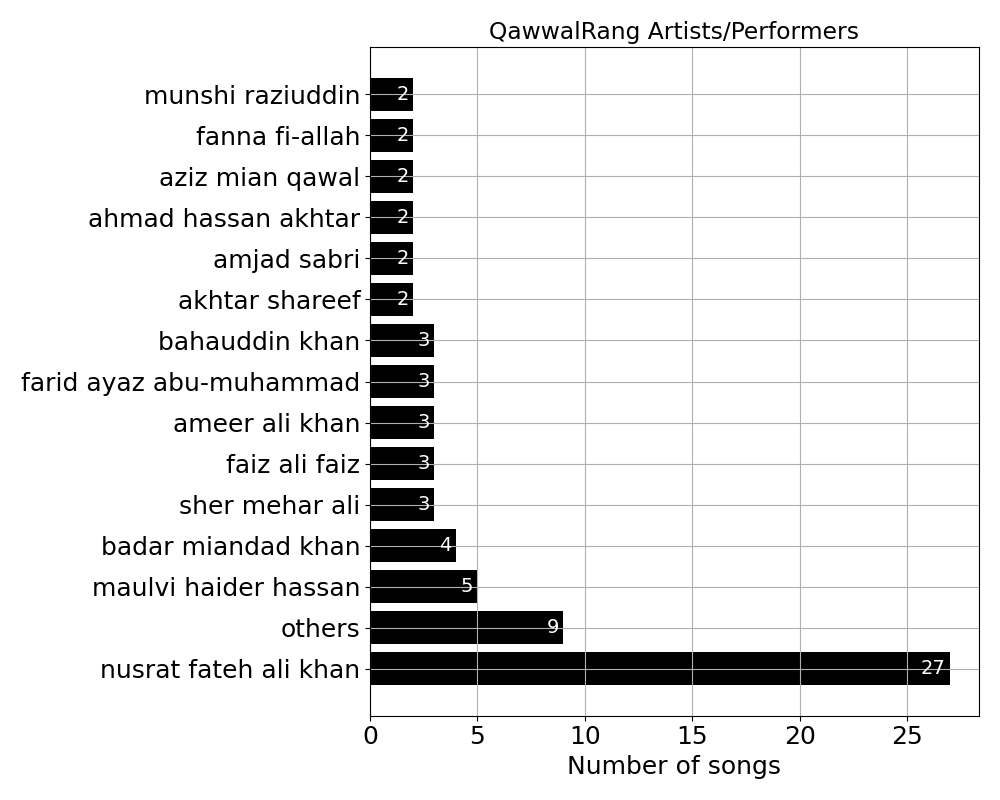 QawwalRang Artists/Performers
munshi raziuddin 2
fanna fi-allah 2
aziz mian qawal 2
ahmad hassan akhtar 2
amjad sabri 2
akhtar shareef 2
bahauddin khan 3
farid ayaz abu-muhammad 3
ameer ali khan 3
faiz ali faiz 3
sher mehar ali 3
badar miandad khan 4
maulvi haider hassan 5
others 9
nusrat fateh ali khan 27
0 5 10 15 20 25
Number of songs